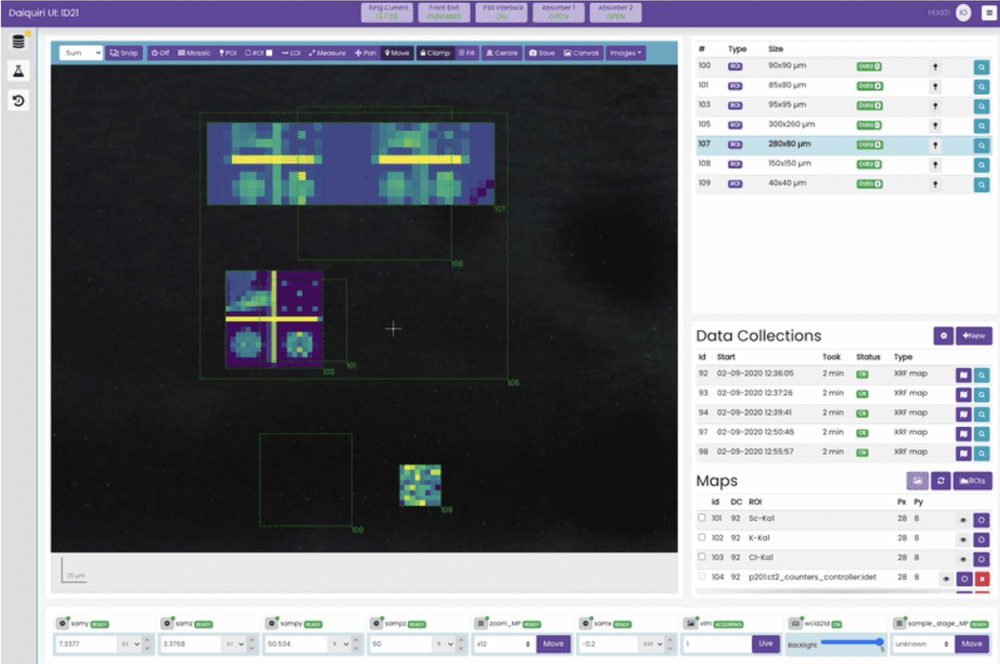 Daiquiri UI: ID21
Ring Current
197.38
Front End
RUNNING
PSS Interlock
ON
Absorber 1
OPEN
Absorber 2
OPEN
5um Snap Off Mosaic POI ROI LOI Measure Pan Move Clamp Fill Centre Save Canvas Images
107
108
103
105
109
100
25 µm
# Type Size
100 ROI 90x90 µm Data
101 ROI 85x80 µm Data 4
103 ROI 95x95 µm Data
105 ROI 300x260 µm Data
107 ROI 280x80 µm Data
108 ROI 150x150 µm Data
109 ROI 40x40 µm Data
Data Collections
+New
Id Start Took Status Type
92 02-09-2020 12:36:05 2 min OK XRF map
93 02-09-2020 12:37:26 2 min OK XRF map
94 02-09-2020 12:39:41 2 min OK XRF map
97 02-09-2020 12:50:46 2 min OK XRF map
98 02-09-2020 12:55:57 2 min OK XRF map
Maps
ROIs
id DC ROI Px Py
101 92 Sc-Ka1 28 8
102 92 K-Ka1 28 8
103 92 Cl-Ka1 28 8
104 92 p201:ct2_counters_controller:idet 28 8
samy READY
7.3377 0.1
samz READY
3.3768 0.1
sampy READY
50.534 5
sampz READY
50 5
zoom_MP READY
x12 Move
samx READY
-0.2 0.01
vlm ACQUIRING
1 Live
wcid21d ON
Backlight 5
sample_stage_MP READY
unknown Move